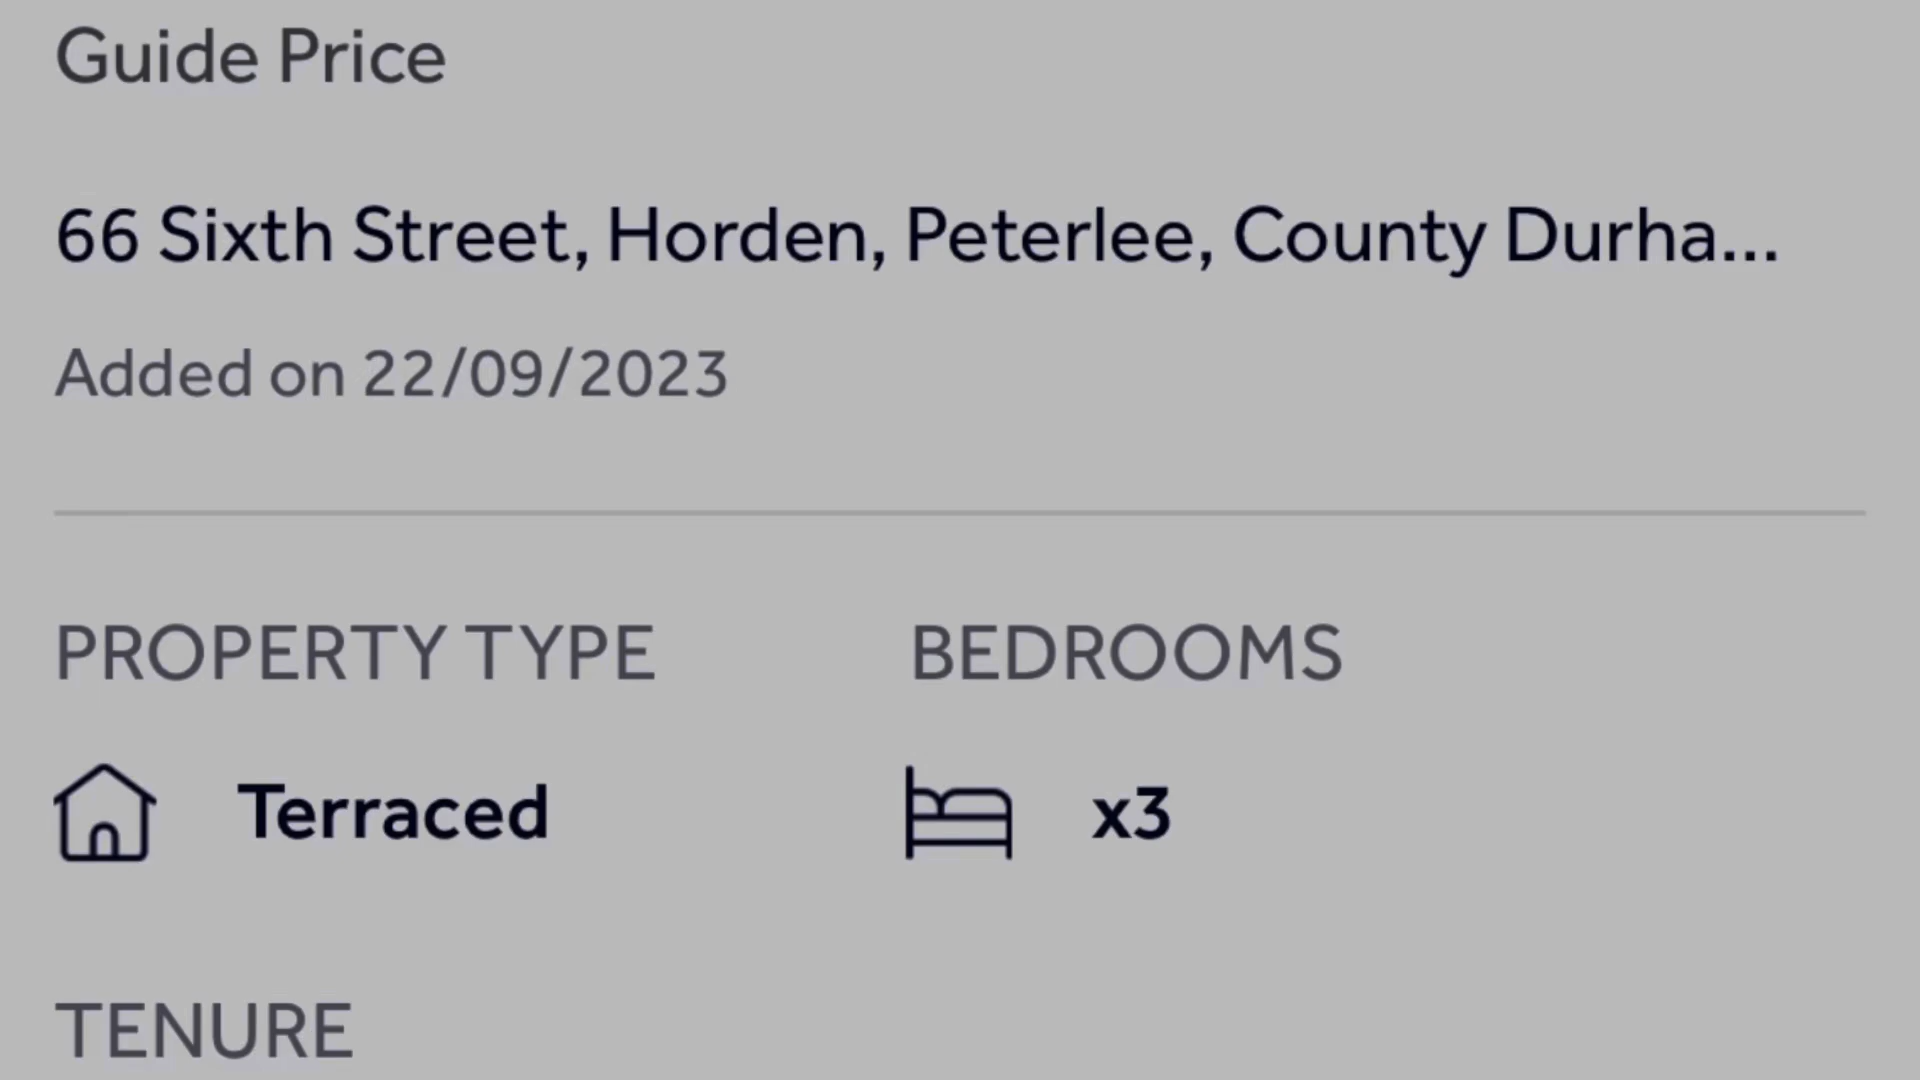 Guide Price
66 Sixth Street, Horden, Peterlee, County Durha...
Added on 22/09/2023
PROPERTY TYPE
BEDROOMS
Terraced
x3
TENURE